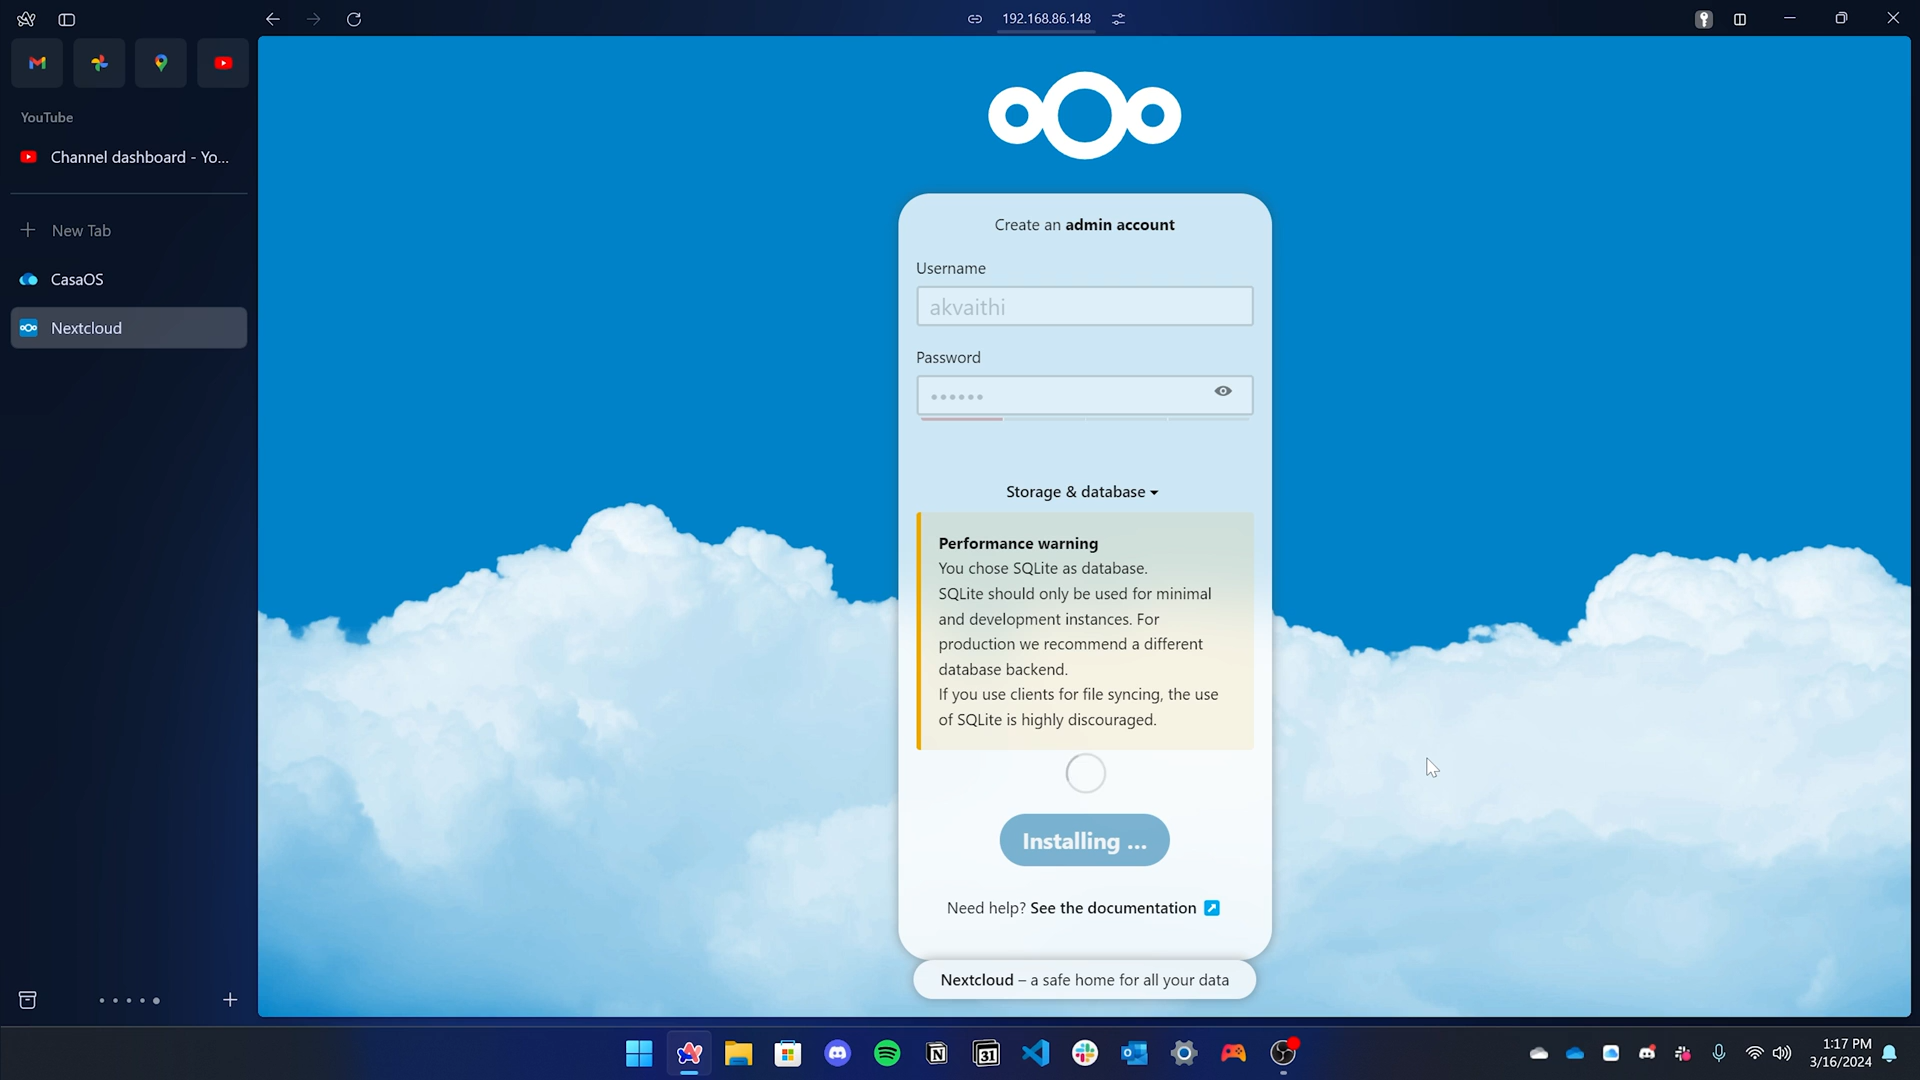 192.168.86.148
YouTube
Channel dashboard - Yo...
New Tab
CasaOS
Nextcloud
Create an admin account
Username
akvaithi
Password
••••••
Storage & database
Performance warning
You chose SQLite as database.
SQLite should only be used for minimal
and development instances. For
production we recommend a different
database backend.
If you use clients for file syncing, the use
of SQLite is highly discouraged.
Installing ...
Need help? See the documentation
Nextcloud – a safe home for all your data
31
1:17 PM
3/16/2024